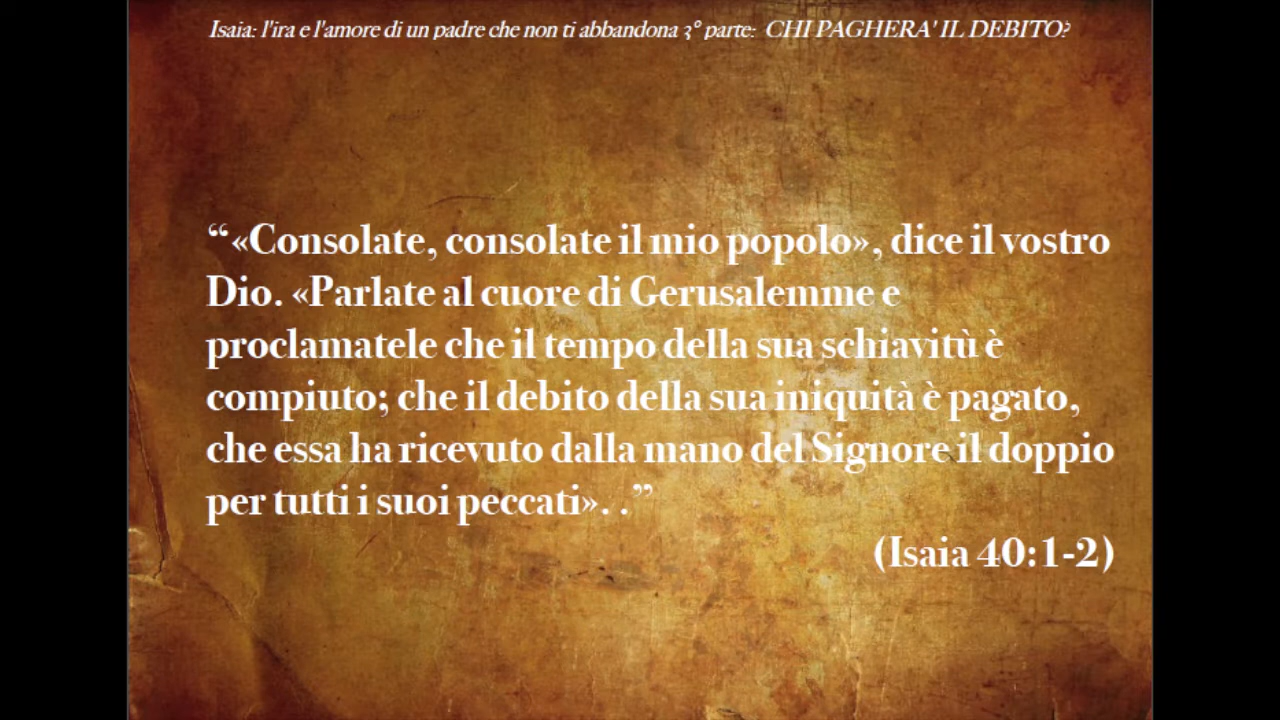 Isaia: l'ira e l'amore di un padre che non ti abbandona 3° parte: CHI PAGHERA' IL DEBITO?
“«Consolate, consolate il mio popolo», dice il vostro
Dio. «Parlate al cuore di Gerusalemme e
proclamatele che il tempo della sua schiavitù è
compiuto; che il debito della sua iniquità è pagato,
che essa ha ricevuto dalla mano del Signore il doppio
per tutti i suoi peccati». .”
(Isaia 40:1-2)